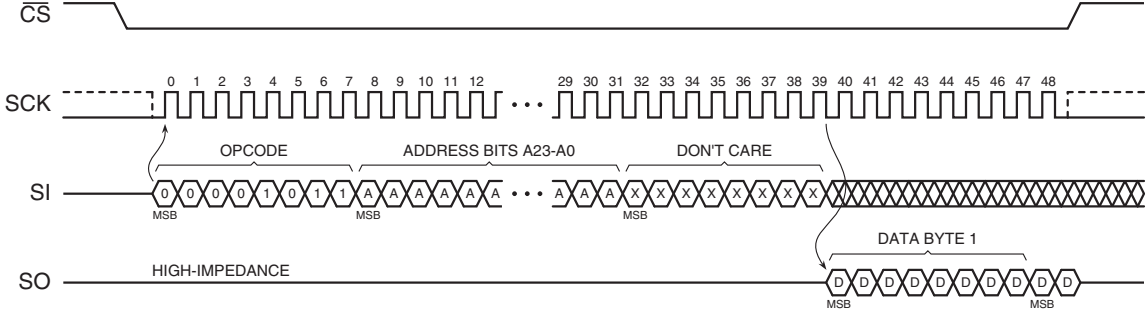 CS
0 1 2 3 4 5 6 7 8 9 10 11 12 29 30 31 32 33 34 35 36 37 38 39 40 41 42 43 44 45 46 47 48
SCK • • •
OPCODE ADDRESS BITS A23-A0 DON'T CARE
SI 0 0 0 0 1 0 1 1 A A A A A A • • • A A A X X X X X X X X
MSB MSB MSB
DATA BYTE 1
HIGH-IMPEDANCE
SO D D D D D D D D D D
MSB MSB